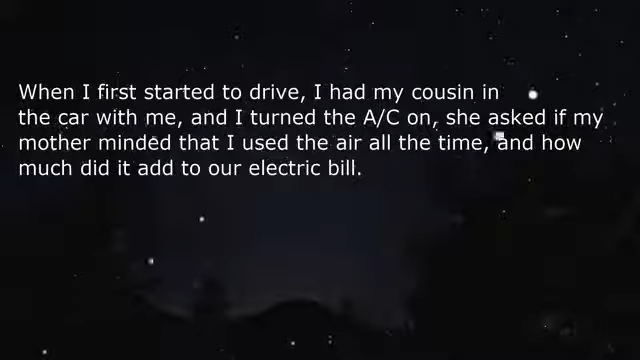 When I first started to drive, I had my cousin in
the car with me, and I turned the A/C on, she asked if my
mother minded that I used the air all the time, and how
much did it add to our electric bill.